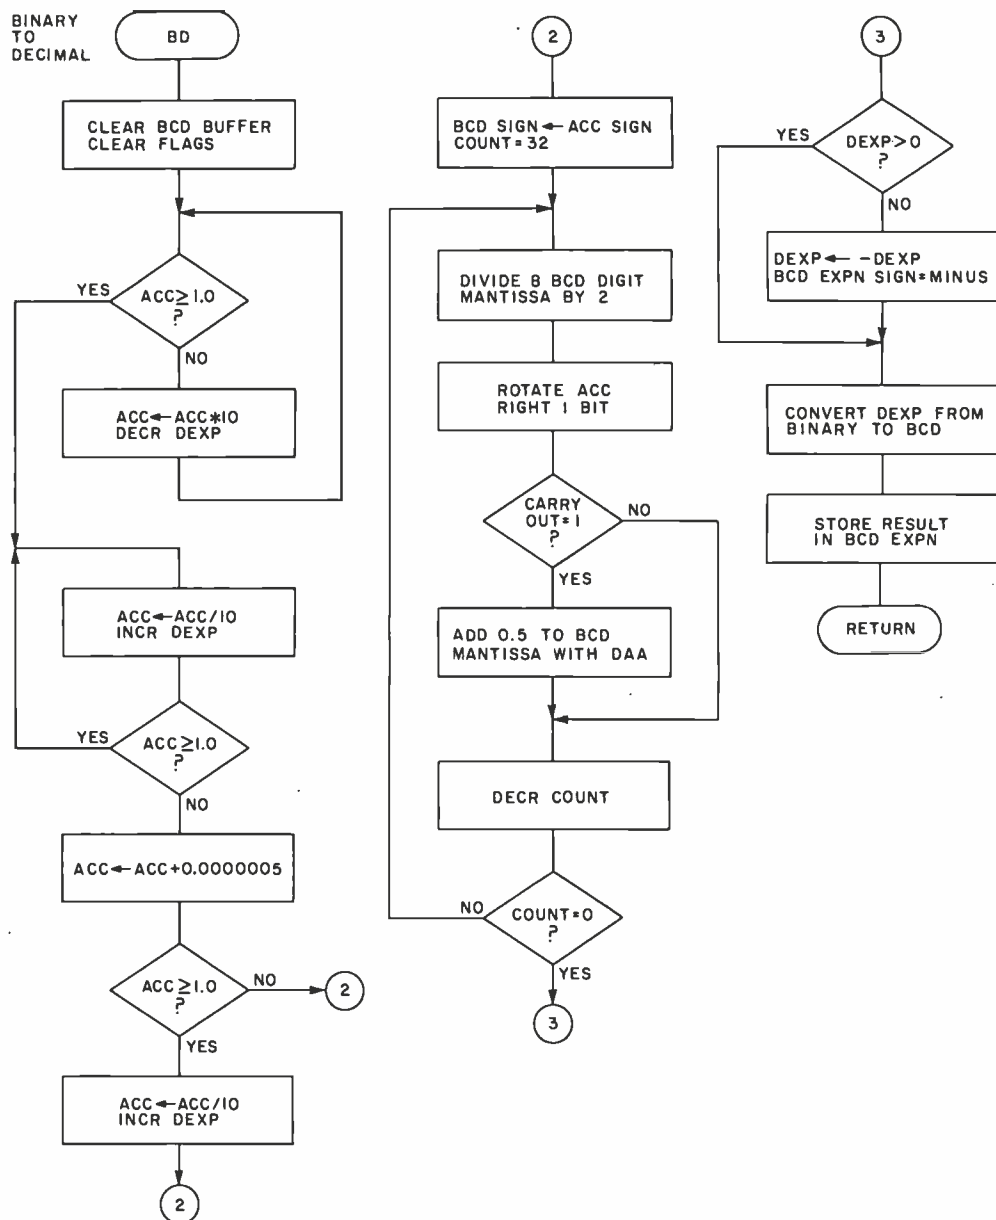 BINARY
TO
DECIMAL
BD
CLEAR BCD BUFFER
CLEAR FLAGS
YES
ACC ≥ 1.0
?
NO
ACC ← ACC*10
DECR DEXP
ACC ← ACC/10
INCR DEXP
YES
ACC ≥ 1.0
?
NO
ACC ← ACC+0.0000005
ACC ≥ 1.0
?
NO
2
YES
ACC ← ACC/10
INCR DEXP
2
2
BCD SIGN ← ACC SIGN
COUNT = 32
DIVIDE 8 BCD DIGIT
MANTISSA BY 2
ROTATE ACC
RIGHT 1 BIT
CARRY
OUT = 1
?
NO
YES
ADD 0.5 TO BCD
MANTISSA WITH DAA
DECR COUNT
NO
COUNT = 0
?
YES
3
3
YES
DEXP > 0
?
NO
DEXP ← -DEXP
BCD EXPN SIGN = MINUS
CONVERT DEXP FROM
BINARY TO BCD
STORE RESULT
IN BCD EXPN
RETURN